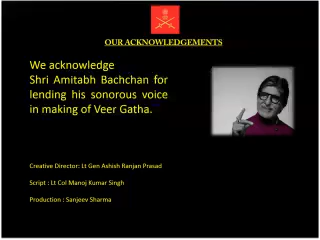 OUR ACKNOWLEDGEMENTS
We acknowledge
Shri Amitabh Bachchan for
lending his sonorous voice
in making of Veer Gatha.
Creative Director: Lt Gen Ashish Ranjan Prasad
Script : Lt Col Manoj Kumar Singh
Production : Sanjeev Sharma